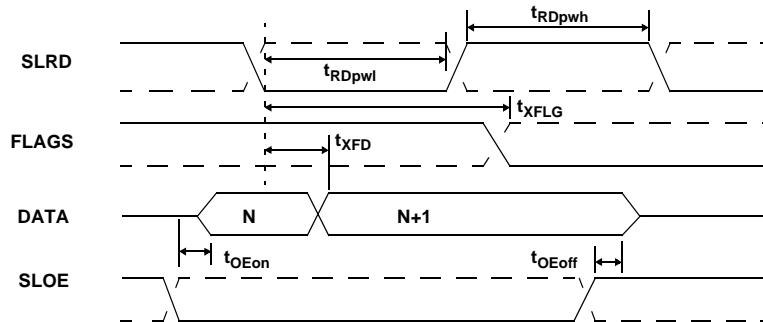 t_RDpwh
SLRD
t_RDpwl
t_XFLG
FLAGS
t_XFD
DATA
N
N+1
t_OEon
t_OEoff
SLOE